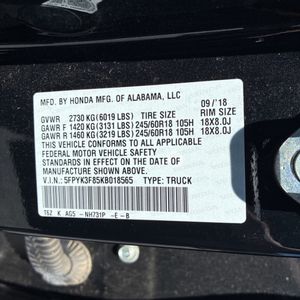 MFD. BY HONDA MFG. OF ALABAMA, LLC
09/'18
GVWR 2730 KG(6019 LBS) TIRE SIZE RIM SIZE
GAWR F 1420 KG(3131 LBS) 245/60R18 105H 18X8.0J
GAWR R 1460 KG(3219 LBS) 245/60R18 105H 18X8.0J
THIS VEHICLE CONFORMS TO ALL APPLICABLE
FEDERAL MOTOR VEHICLE SAFETY STANDARDS
IN EFFECT ON THE DATE OF MANUFACTURE
SHOWN ABOVE.
V.I.N.: 5FPYK3F85KB018565 TYPE: TRUCK
T6Z K AG5 -NH731P -E -B